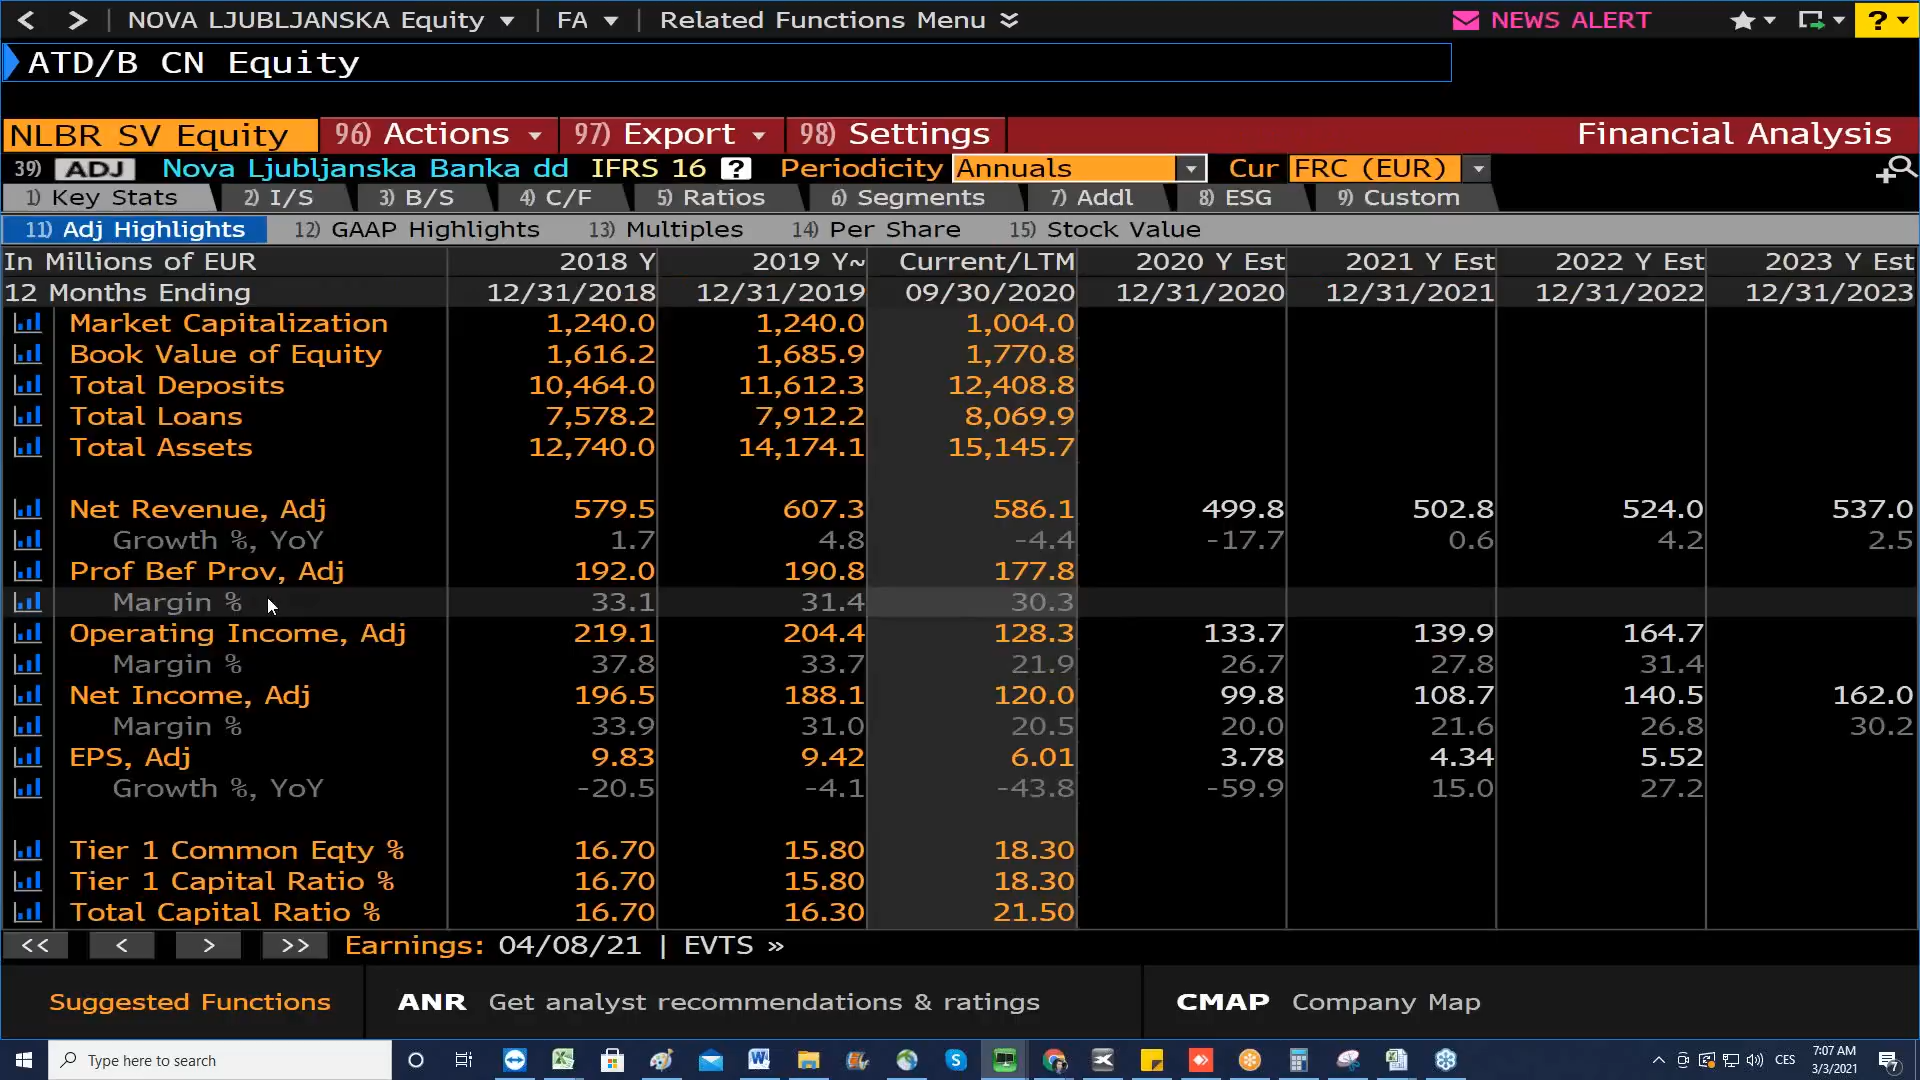 NOVA LJUBLJANSKA Equity FA Related Functions Menu NEWS ALERT ?
ATD/B CN Equity
NLBR SV Equity 96) Actions 97) Export 98) Settings Financial Analysis
39) ADJ Nova Ljubljanska Banka dd IFRS 16 ? Periodicity Annuals Cur FRC (EUR)
1) Key Stats 2) I/S 3) B/S 4) C/F 5) Ratios 6) Segments 7) Addl 8) ESG 9) Custom
11) Adj Highlights 12) GAAP Highlights 13) Multiples 14) Per Share 15) Stock Value
In Millions of EUR 2018 Y 2019 Y~ Current/LTM 2020 Y Est 2021 Y Est 2022 Y Est 2023 Y Est
12 Months Ending 12/31/2018 12/31/2019 09/30/2020 12/31/2020 12/31/2021 12/31/2022 12/31/2023
Market Capitalization 1,240.0 1,240.0 1,004.0
Book Value of Equity 1,616.2 1,685.9 1,770.8
Total Deposits 10,464.0 11,612.3 12,408.8
Total Loans 7,578.2 7,912.2 8,069.9
Total Assets 12,740.0 14,174.1 15,145.7
Net Revenue, Adj 579.5 607.3 586.1 499.8 502.8 524.0 537.0
Growth %, YoY 1.7 4.8 -4.4 -17.7 0.6 4.2 2.5
Prof Bef Prov, Adj 192.0 190.8 177.8
Margin % 33.1 31.4 30.3
Operating Income, Adj 219.1 204.4 128.3 133.7 139.9 164.7
Margin % 37.8 33.7 21.9 26.7 27.8 31.4
Net Income, Adj 196.5 188.1 120.0 99.8 108.7 140.5 162.0
Margin % 33.9 31.0 20.5 20.0 21.6 26.8 30.2
EPS, Adj 9.83 9.42 6.01 3.78 4.34 5.52
Growth %, YoY -20.5 -4.1 -43.8 -59.9 15.0 27.2
Tier 1 Common Eqty % 16.70 15.80 18.30
Tier 1 Capital Ratio % 16.70 15.80 18.30
Total Capital Ratio % 16.70 16.30 21.50
<< < > >> Earnings: 04/08/21 | EVTS »
Suggested Functions ANR Get analyst recommendations & ratings CMAP Company Map
Type here to search CES 7:07 AM
3/3/2021 7